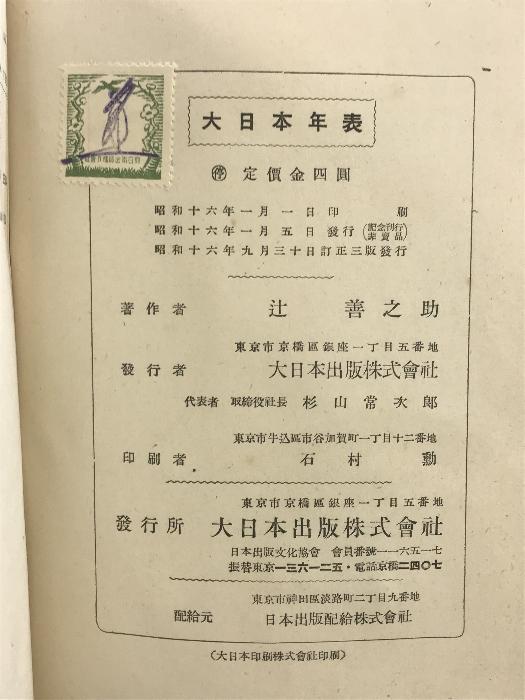 大日本年表
㊞ 定價金四圓
昭和十六年一月一日印刷
昭和十六年一月五日發行(記念刊行非賣品)
昭和十六年九月三十日訂正三版發行
著作者 辻善之助
東京市京橋區銀座一丁目五番地
發行者 大日本出版株式會社
代表者 取締役社長 杉山常次郎
東京市牛込區市谷加賀町一丁目十二番地
印刷者 石村勳
東京市京橋區銀座一丁目五番地
發行所 大日本出版株式會社
日本出版文化協會 會員番號一一六五一七
振替東京一三六一二五・電話京橋二四〇七
東京市神田區淡路町二丁目九番地
配給元 日本出版配給株式會社
(大日本印刷株式會社印刷)